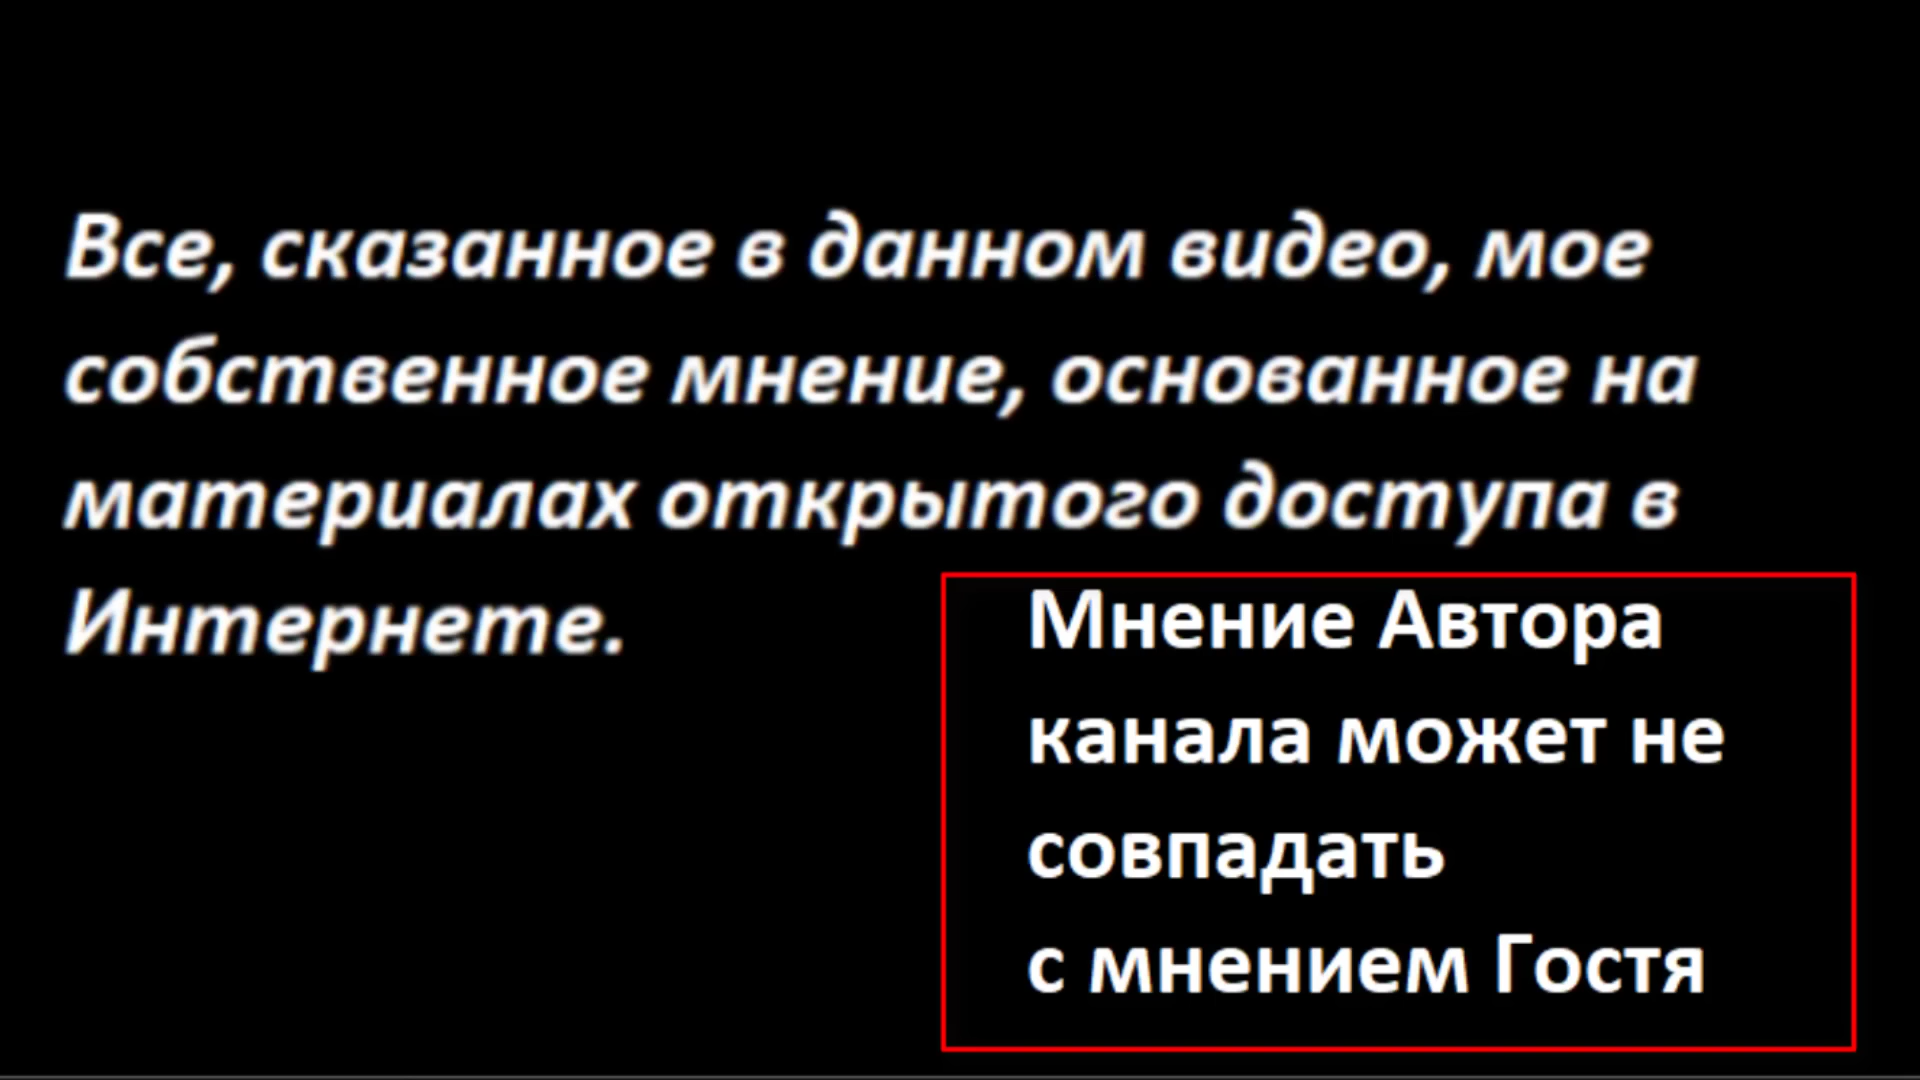 Все, сказанное в данном видео, мое
собственное мнение, основанное на
материалах открытого доступа в
Интернете.
Мнение Автора
канала может не
совпадать
с мнением Гостя